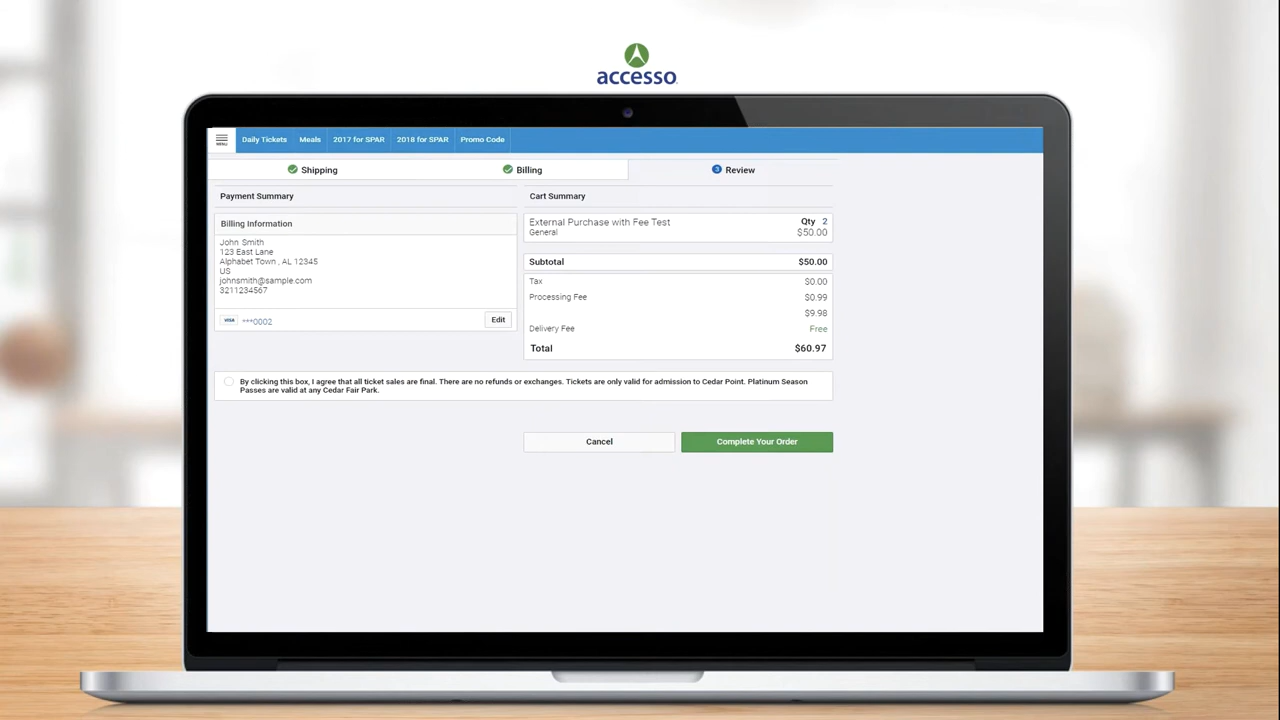 accesso
MENU
Daily Tickets
Meals
2017 for SPAR
2018 for SPAR
Promo Code
Shipping
Billing
3 Review
Payment Summary
Billing Information
John Smith
123 East Lane
Alphabet Town , AL 12345
US
johnsmith@sample.com
3211234567
VISA ***0002
Edit
Cart Summary
External Purchase with Fee Test Qty 2
General $50.00
Subtotal $50.00
Tax $0.00
Processing Fee $0.99
$9.98
Delivery Fee Free
Total $60.97
By clicking this box, I agree that all ticket sales are final. There are no refunds or exchanges. Tickets are only valid for admission to Cedar Point. Platinum Season
Passes are valid at any Cedar Fair Park.
Cancel
Complete Your Order